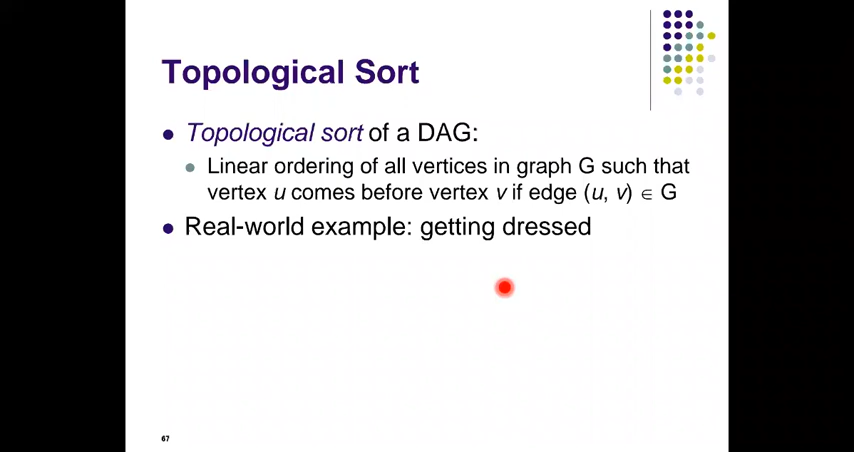 Topological Sort
Topological sort of a DAG:
Linear ordering of all vertices in graph G such that
vertex u comes before vertex v if edge (u, v) ∈ G
Real-world example: getting dressed
67